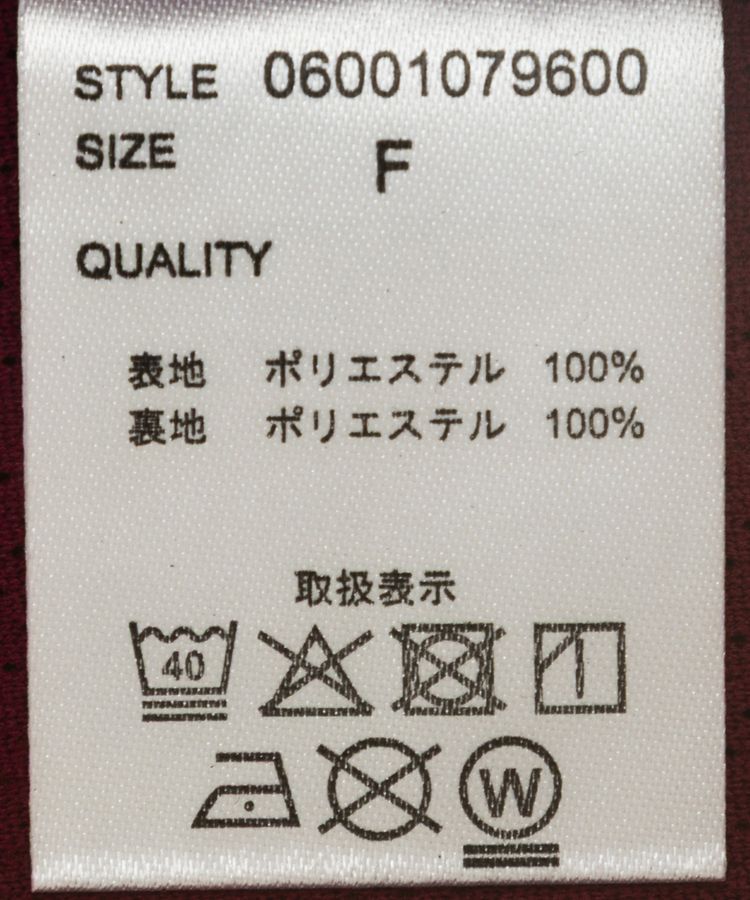 STYLE 06001079600
SIZE F
QUALITY
表地 ポリエステル 100%
裏地 ポリエステル 100%
取扱表示
40
W